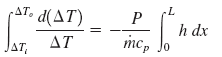 ∫_{ΔT_i}^{ΔT_o} d(ΔT)/ΔT = − P/(ṁc_p) ∫_0^L h dx